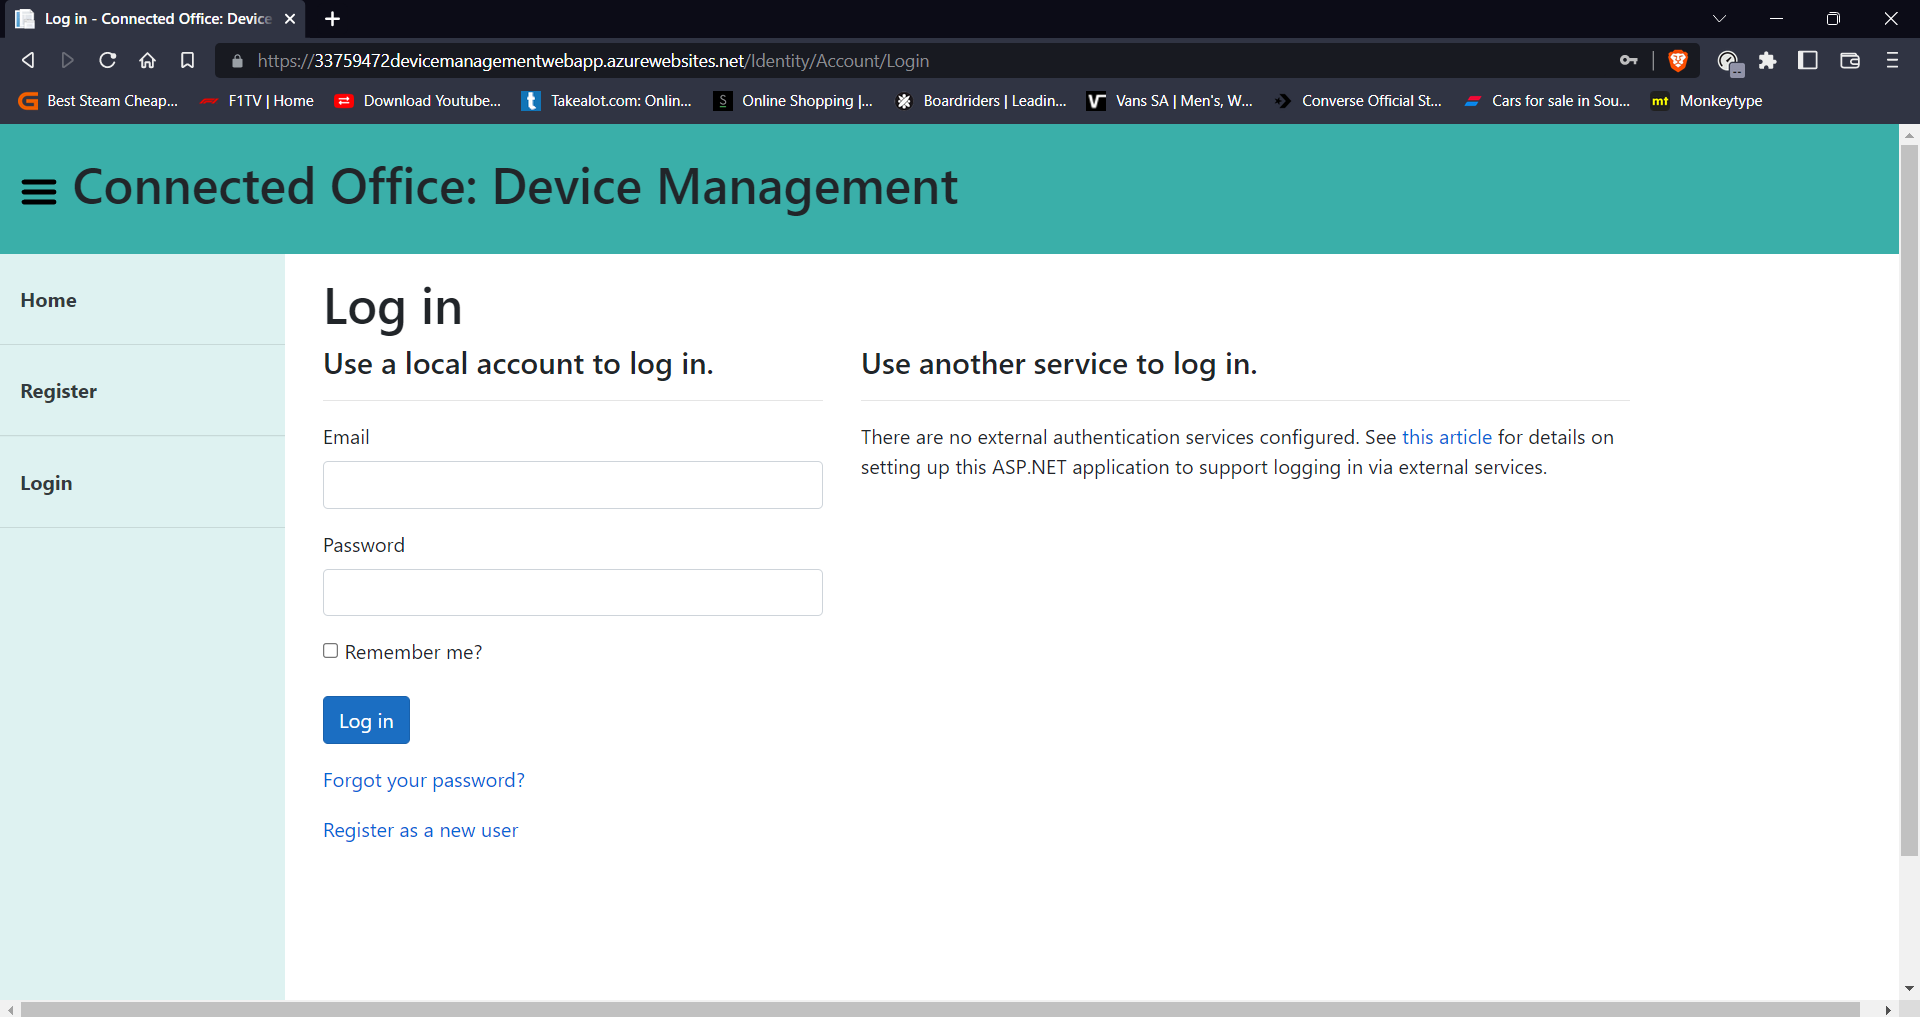 Log in - Connected Office: Device
https://33759472devicemanagementwebapp.azurewebsites.net/Identity/Account/Login
Best Steam Cheap... F1TV | Home Download Youtube... Takealot.com: Onlin... Online Shopping |... Boardriders | Leadin... Vans SA | Men's, W... Converse Official St... Cars for sale in Sou... mt Monkeytype
Connected Office: Device Management
Home
Register
Login
Log in
Use a local account to log in.
Email
Password
Remember me?
Log in
Forgot your password?
Register as a new user
Use another service to log in.
There are no external authentication services configured. See this article for details on
setting up this ASP.NET application to support logging in via external services.